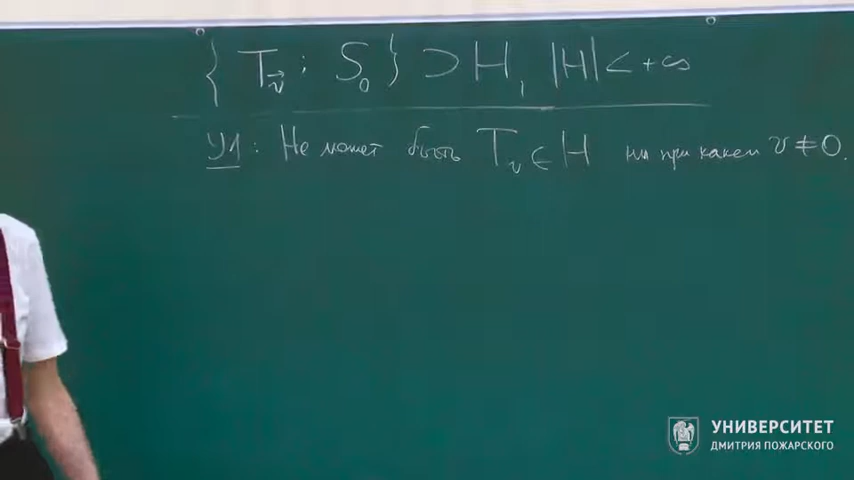 { T_v⃗ ; S_0 } ⊃ H, |H| < +∞
У1: Не может быть T_v ∈ H ни при каком v ≠ 0.
УНИВЕРСИТЕТ
ДМИТРИЯ ПОЖАРСКОГО